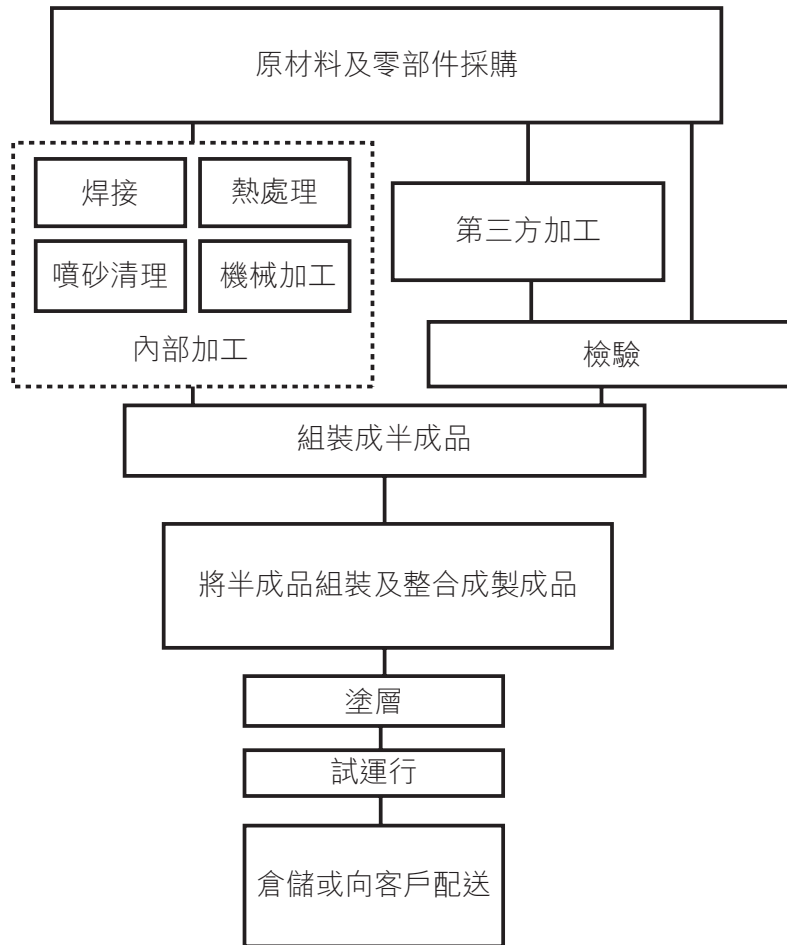 原材料及零部件採購
焊接
熱處理
噴砂清理
機械加工
內部加工
第三方加工
檢驗
組裝成半成品
將半成品組裝及整合成製成品
塗層
試運行
倉儲或向客戶配送